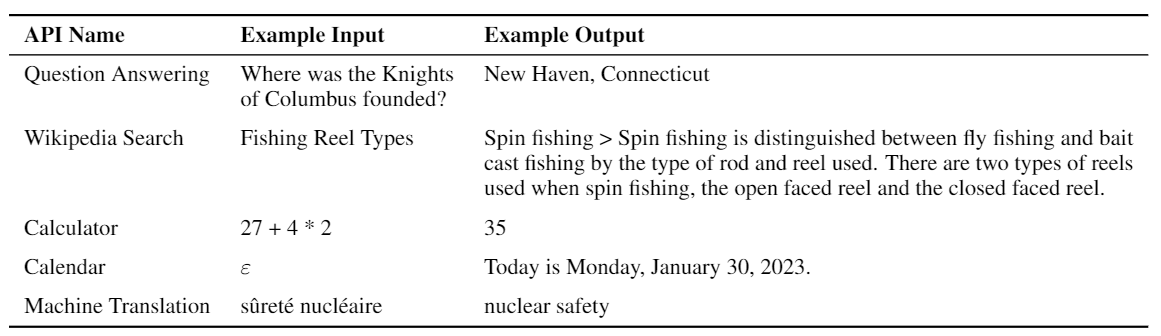 API Name Example Input Example Output
Question Answering Where was the Knights New Haven, Connecticut
of Columbus founded?
Wikipedia Search Fishing Reel Types Spin fishing > Spin fishing is distinguished between fly fishing and bait
cast fishing by the type of rod and reel used. There are two types of reels
used when spin fishing, the open faced reel and the closed faced reel.
Calculator 27 + 4 * 2 35
Calendar ε Today is Monday, January 30, 2023.
Machine Translation sûreté nucléaire nuclear safety